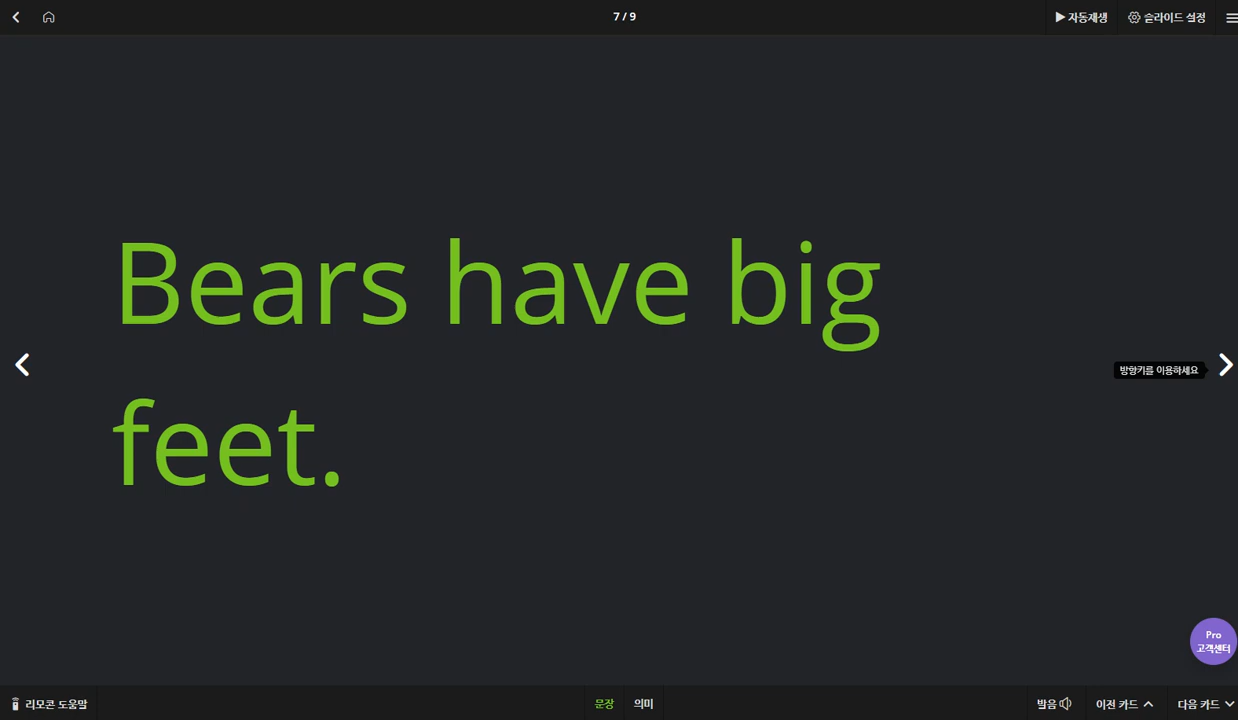 7 / 9
자동재생
슬라이드 설정
Bears have big
feet.
방향키를 이용하세요
Pro
고객센터
리모콘 도움말
문장
의미
발음
이전 카드
다음 카드